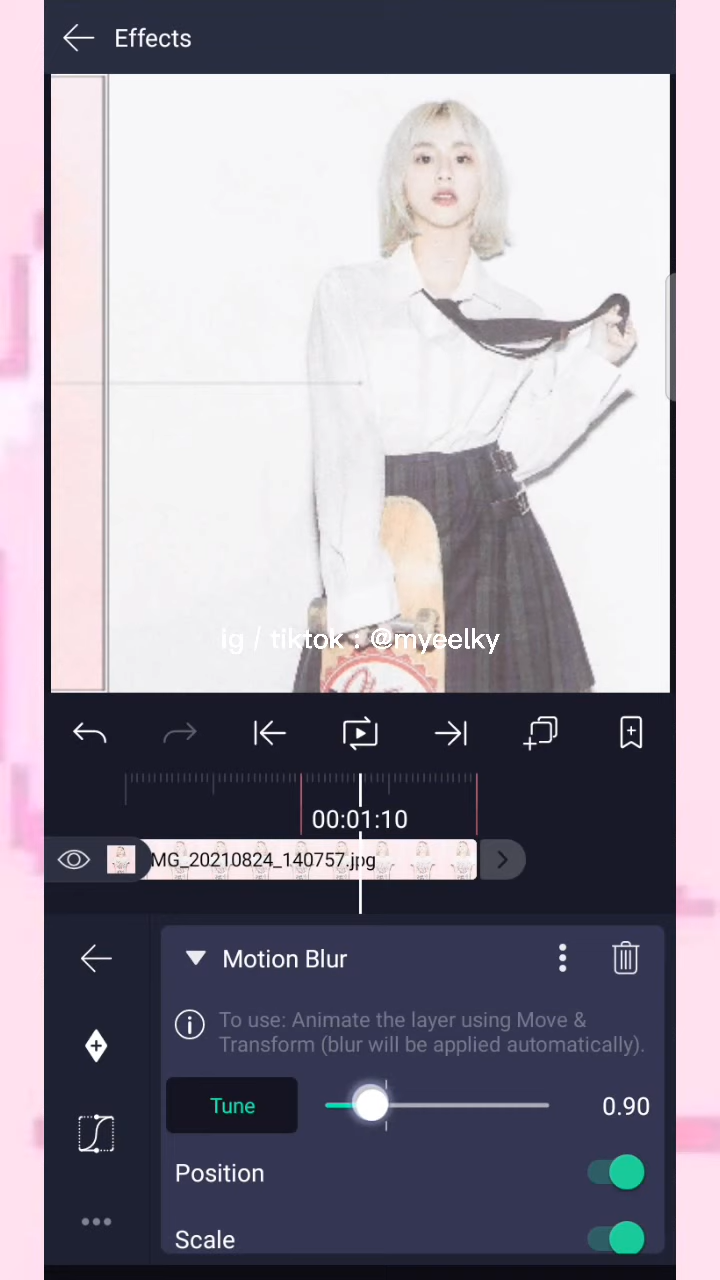 Effects
ig / tiktok : @myeelky
00:01:10
MG_20210824_140757.jpg
Motion Blur
To use: Animate the layer using Move &
Transform (blur will be applied automatically).
Tune
0.90
Position
Scale